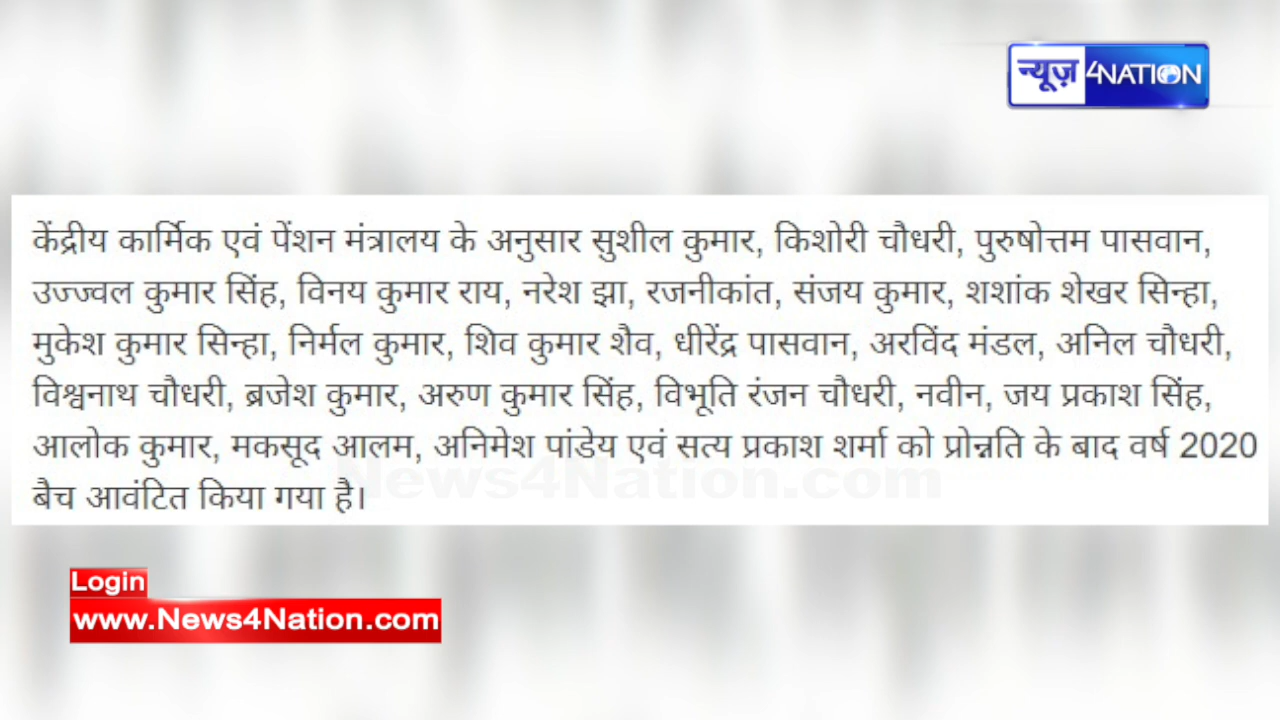 न्यूज़ 4NATION
केंद्रीय कार्मिक एवं पेंशन मंत्रालय के अनुसार सुशील कुमार, किशोरी चौधरी, पुरुषोत्तम पासवान,
उज्ज्वल कुमार सिंह, विनय कुमार राय, नरेश झा, रजनीकांत, संजय कुमार, शशांक शेखर सिन्हा,
मुकेश कुमार सिन्हा, निर्मल कुमार, शिव कुमार शैव, धीरेंद्र पासवान, अरविंद मंडल, अनिल चौधरी,
विश्वनाथ चौधरी, ब्रजेश कुमार, अरुण कुमार सिंह, विभूति रंजन चौधरी, नवीन, जय प्रकाश सिंह,
आलोक कुमार, मकसूद आलम, अनिमेश पांडेय एवं सत्य प्रकाश शर्मा को प्रोन्नति के बाद वर्ष 2020
बैच आवंटित किया गया है।
News4Nation.com
Login
www.News4Nation.com